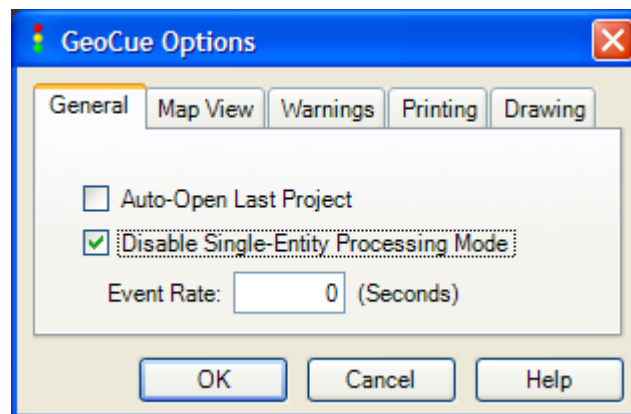 GeoCue Options
General Map View Warnings Printing Drawing
Auto-Open Last Project
Disable Single-Entity Processing Mode
Event Rate: 0 (Seconds)
OK Cancel Help